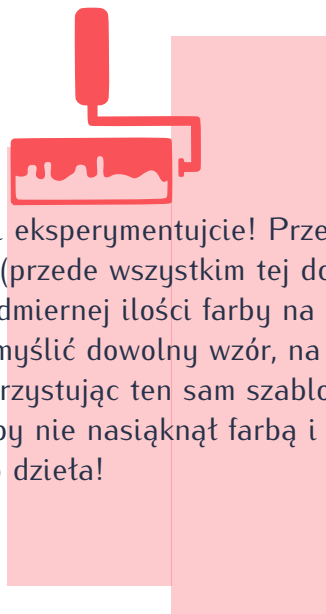 eksperymentujcie! Prze
(przede wszystkim tej do
dmiernej ilości farby na
myślić dowolny wzór, na
rzystując ten sam szablo
by nie nasiąknął farbą i
dzieła!